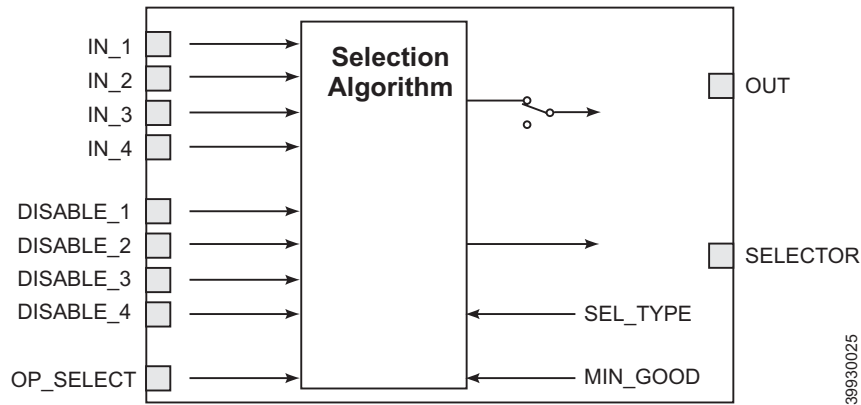 IN_1
IN_2
IN_3
IN_4
DISABLE_1
DISABLE_2
DISABLE_3
DISABLE_4
OP_SELECT
Selection
Algorithm
SEL_TYPE
MIN_GOOD
OUT
SELECTOR
39930025